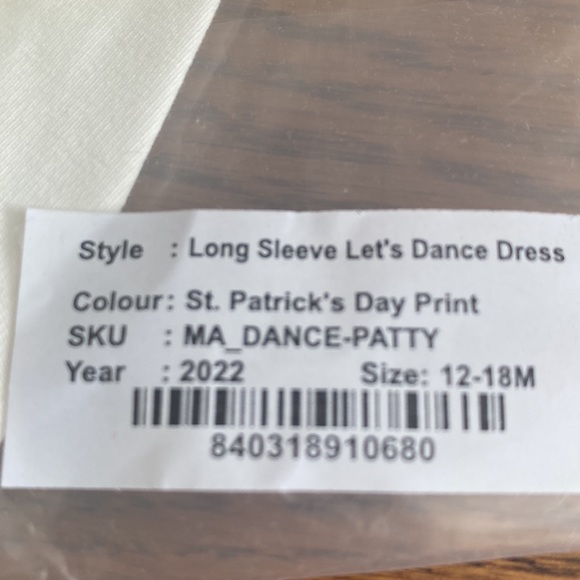 Style : Long Sleeve Let's Dance Dress
Colour: St. Patrick's Day Print
SKU : MA_DANCE-PATTY
Year : 2022 Size: 12-18M
840318910680